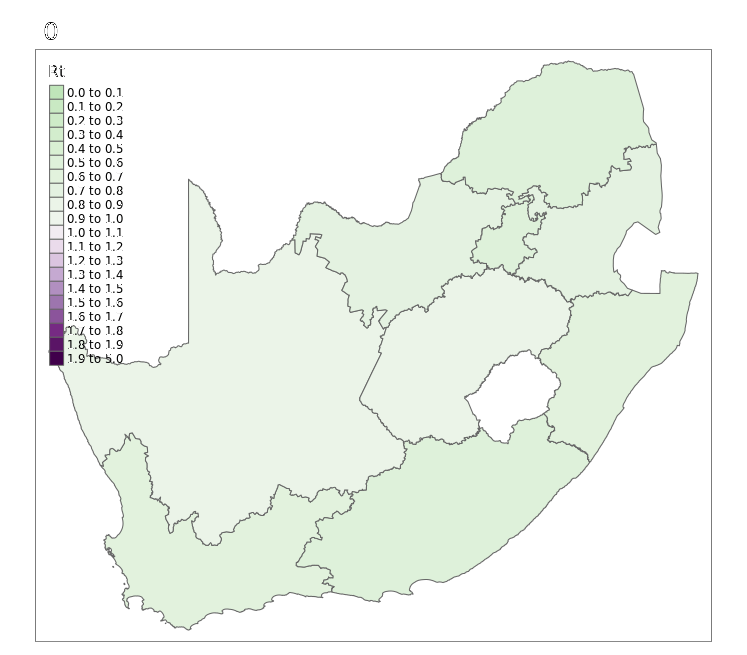 0
Rt
0.0 to 0.1
0.1 to 0.2
0.2 to 0.3
0.3 to 0.4
0.4 to 0.5
0.5 to 0.6
0.6 to 0.7
0.7 to 0.8
0.8 to 0.9
0.9 to 1.0
1.0 to 1.1
1.1 to 1.2
1.2 to 1.3
1.3 to 1.4
1.4 to 1.5
1.5 to 1.6
1.6 to 1.7
1.7 to 1.8
1.8 to 1.9
1.9 to 5.0